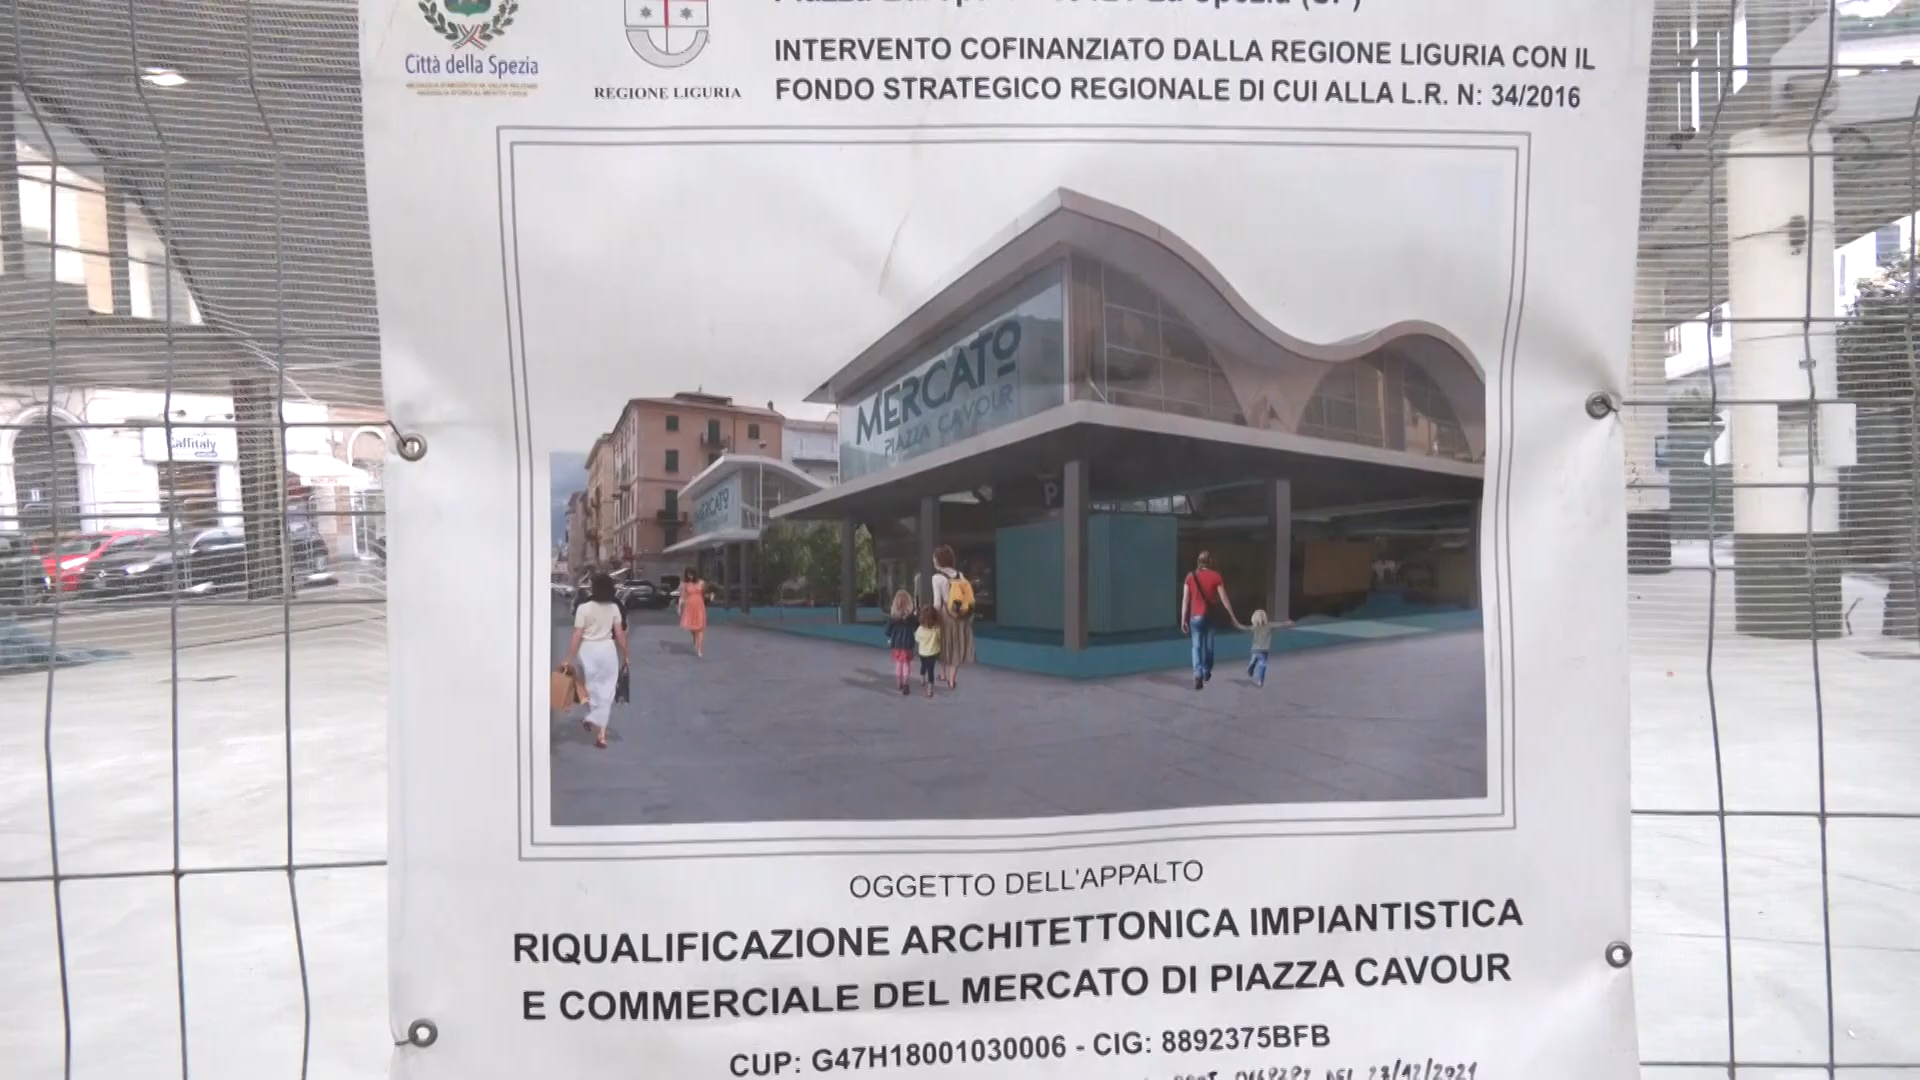 Città della Spezia
REGIONE LIGURIA
INTERVENTO COFINANZIATO DALLA REGIONE LIGURIA CON IL
FONDO STRATEGICO REGIONALE DI CUI ALLA L.R. N: 34/2016
MERCATO
PIAZZA CAVOUR
MERCATO
P
Caffitaly
OGGETTO DELL'APPALTO
RIQUALIFICAZIONE ARCHITETTONICA IMPIANTISTICA
E COMMERCIALE DEL MERCATO DI PIAZZA CAVOUR
CUP: G47H18001030006 - CIG: 8892375BFB